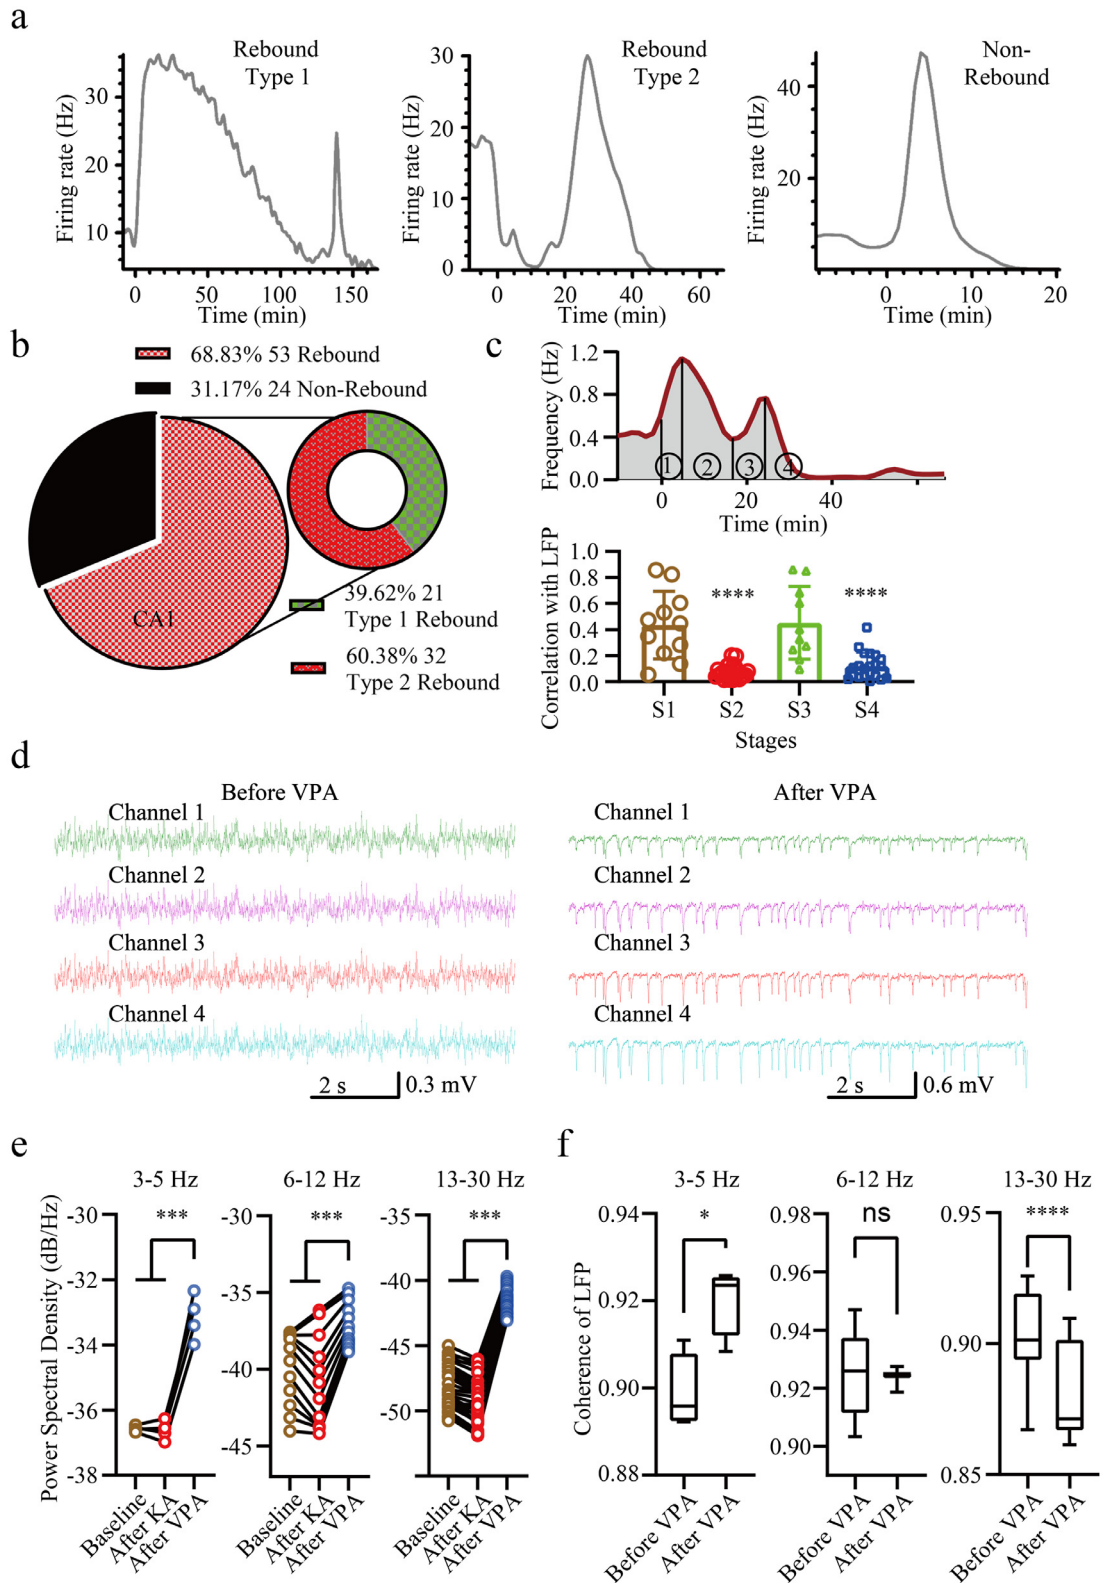 a
Rebound
Type 1
Firing rate (Hz)
30
20
10
0 50 100 150
Time (min)
Rebound
Type 2
Firing rate (Hz)
30
20
10
0
0 20 40 60
Time (min)
Non-
Rebound
Firing rate (Hz)
40
20
0 10 20
Time (min)
b
68.83% 53 Rebound
31.17% 24 Non-Rebound
CA1
39.62% 21
Type 1 Rebound
60.38% 32
Type 2 Rebound
c
Frequency (Hz)
1.2
0.8
0.4
0.0
1 2 3 4
0 20 40
Time (min)
Correlation with LFP
1.0
0.8
0.6
0.4
0.2
0.0
**** ****
S1 S2 S3 S4
Stages
d
Before VPA
Channel 1
Channel 2
Channel 3
Channel 4
2 s 0.3 mV
After VPA
Channel 1
Channel 2
Channel 3
Channel 4
2 s 0.6 mV
e
Power Spectral Density (dB/Hz)
3-5 Hz
***
-30
-32
-34
-36
-38
Baseline
After KA
After VPA
6-12 Hz
***
-30
-35
-40
-45
Baseline
After KA
After VPA
13-30 Hz
***
-35
-40
-45
-50
Baseline
After KA
After VPA
f
Coherence of LFP
3-5 Hz
*
0.94
0.92
0.90
0.88
Before VPA
After VPA
6-12 Hz
ns
0.98
0.96
0.94
0.92
0.90
Before VPA
After VPA
13-30 Hz
****
0.95
0.90
0.85
Before VPA
After VPA